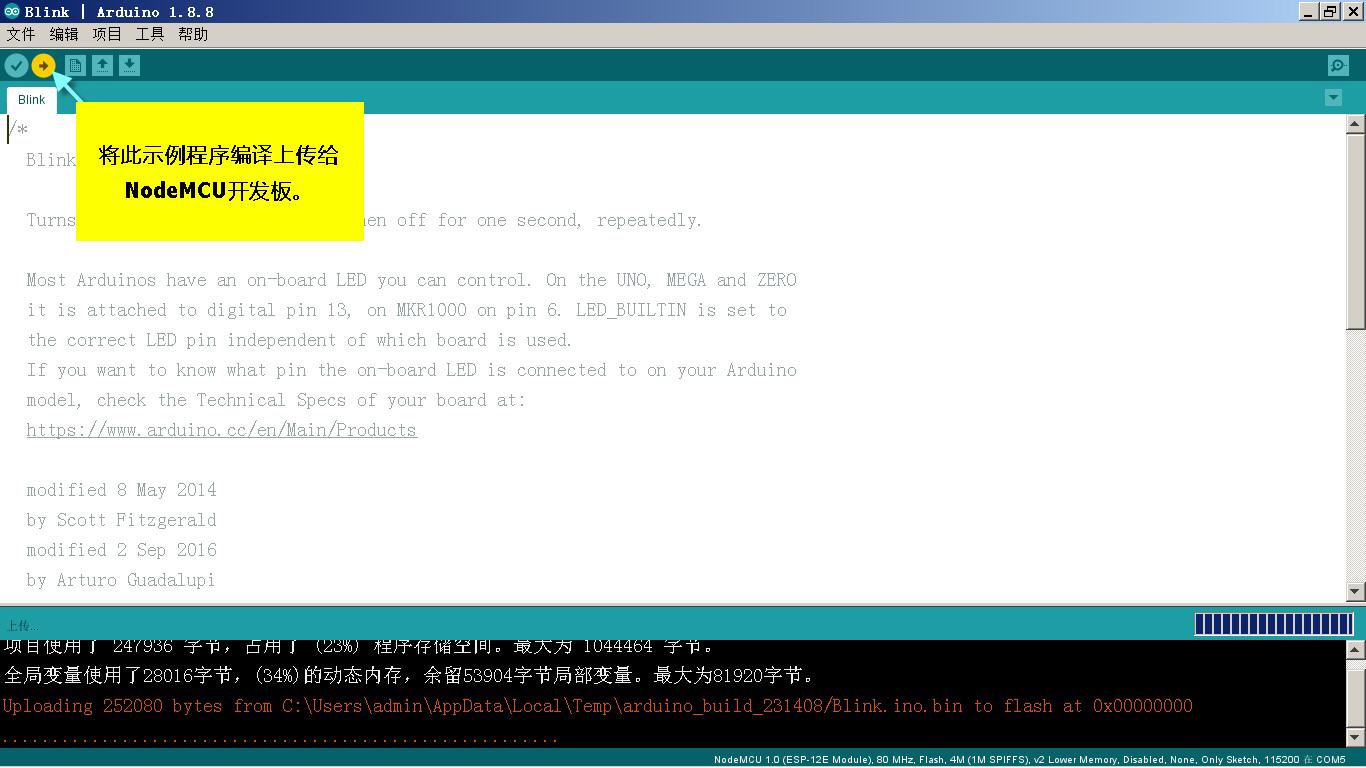 Blink | Arduino 1.8.8
文件 编辑 项目 工具 帮助
Blink
将此示例程序编译上传给
NodeMCU开发板。
/*
Blink
Turns en off for one second, repeatedly.
Most Arduinos have an on-board LED you can control. On the UNO, MEGA and ZERO
it is attached to digital pin 13, on MKR1000 on pin 6. LED_BUILTIN is set to
the correct LED pin independent of which board is used.
If you want to know what pin the on-board LED is connected to on your Arduino
model, check the Technical Specs of your board at:
https://www.arduino.cc/en/Main/Products
modified 8 May 2014
by Scott Fitzgerald
modified 2 Sep 2016
by Arturo Guadalupi
上传...
项目使用了 247936 字节，占用了 (23%) 程序存储空间。最大为 1044464 字节。
全局变量使用了28016字节，(34%)的动态内存，余留53904字节局部变量。最大为81920字节。
Uploading 252080 bytes from C:\Users\admin\AppData\Local\Temp\arduino_build_231408/Blink.ino.bin to flash at 0x00000000
........................................................
NodeMCU 1.0 (ESP-12E Module), 80 MHz, Flash, 4M (1M SPIFFS), v2 Lower Memory, Disabled, None, Only Sketch, 115200 在 COM5